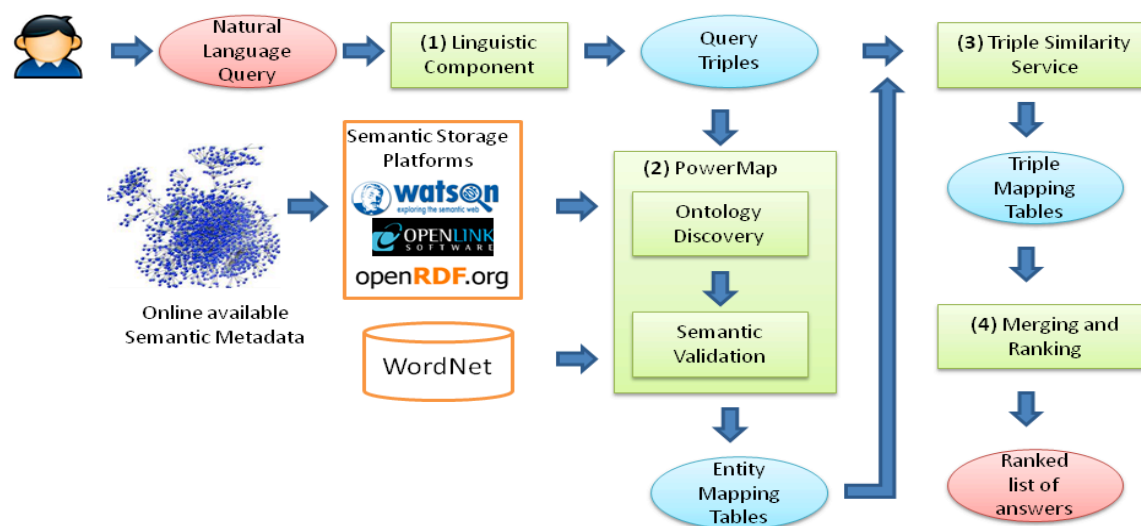 Natural
Language
Query
(1) Linguistic
Component
Query
Triples
(3) Triple Similarity
Service
Semantic Storage
Platforms
watson
exploring the semantic web
OPENLINK
SOFTWARE
openRDF.org
Online available
Semantic Metadata
WordNet
(2) PowerMap
Ontology
Discovery
Semantic
Validation
Entity
Mapping
Tables
Triple
Mapping
Tables
(4) Merging and
Ranking
Ranked
list of
answers